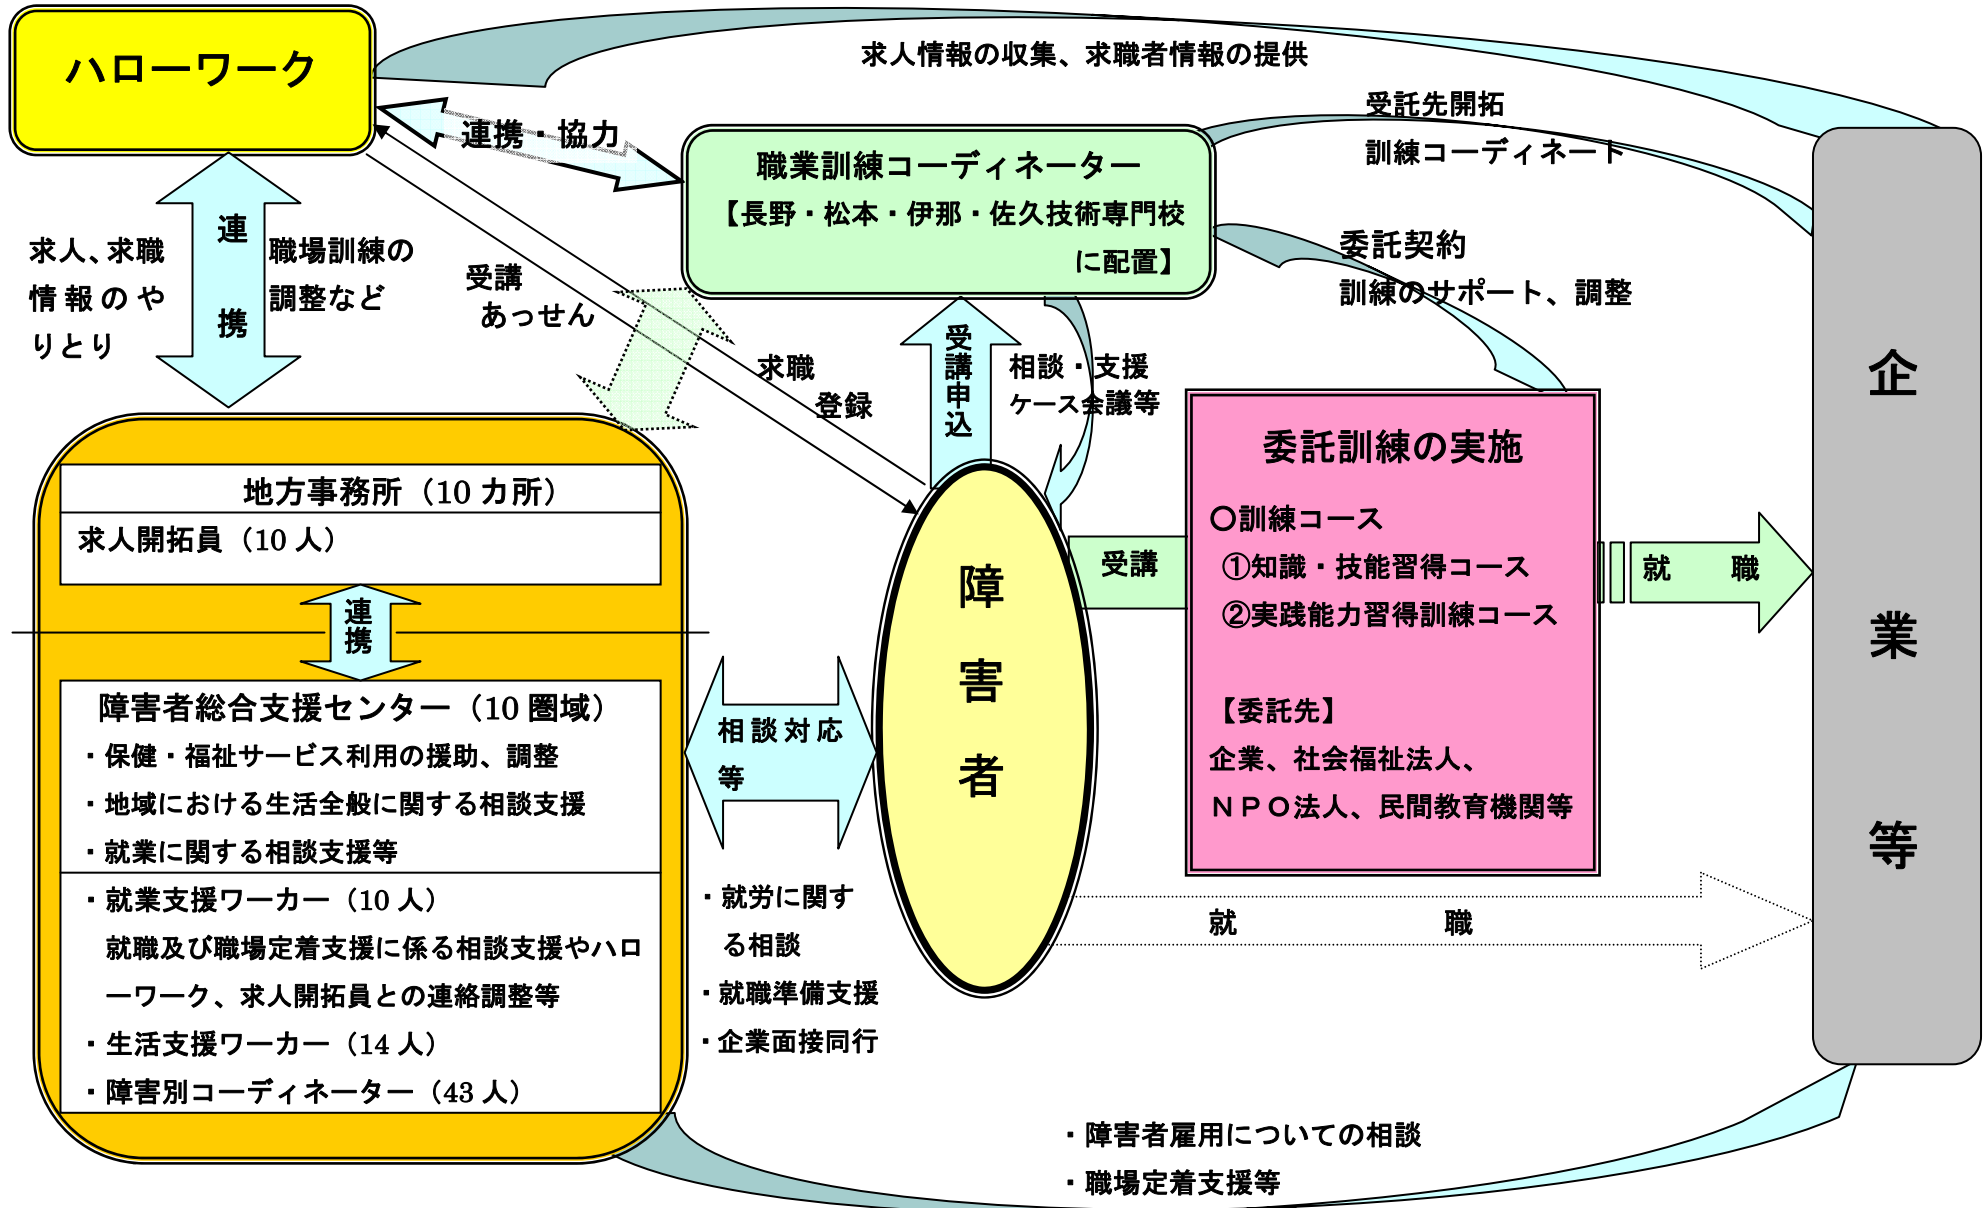 ハローワーク
求人情報の収集、求職者情報の提供
連携・協力
受託先開拓
訓練コーディネート
職業訓練コーディネーター
【長野・松本・伊那・佐久技術専門校
に配置】
委託契約
訓練のサポート、調整
連
携
求人、求職
情報のや
りとり
職場訓練の
調整など
受講
あっせん
求職
登録
受
講
申
込
相談・支援
ケース会議等
地方事務所（10カ所）
求人開拓員（10人）
連
携
障害者総合支援センター（10圏域）
・保健・福祉サービス利用の援助、調整
・地域における生活全般に関する相談支援
・就業に関する相談支援等
・就業支援ワーカー（10人）
就職及び職場定着支援に係る相談支援やハロ
ーワーク、求人開拓員との連絡調整等
・生活支援ワーカー（14人）
・障害別コーディネーター（43人）
相談対応
等
・就労に関す
る相談
・就職準備支援
・企業面接同行
障
害
者
受講
委託訓練の実施
〇訓練コース
①知識・技能習得コース
②実践能力習得訓練コース
【委託先】
企業、社会福祉法人、
ＮＰＯ法人、民間教育機関等
就　職
就　職
企
業
等
・障害者雇用についての相談
・職場定着支援等